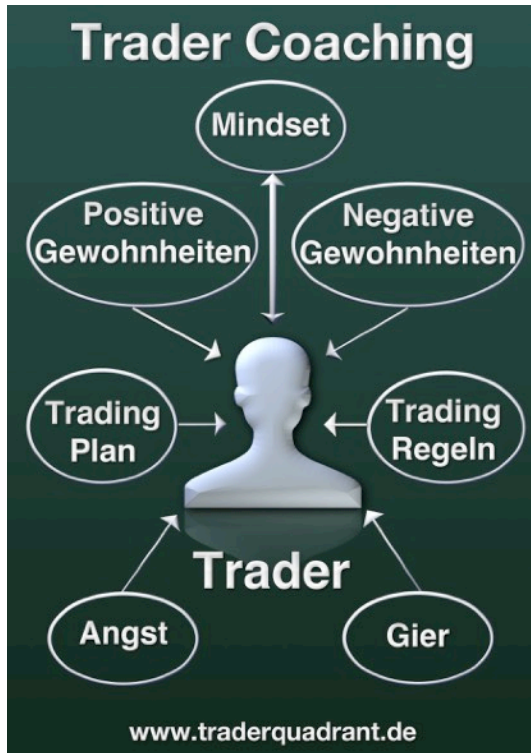 Trader Coaching
Mindset
Positive
Gewohnheiten
Negative
Gewohnheiten
Trading
Plan
Trading
Regeln
Trader
Angst
Gier
www.traderquadrant.de